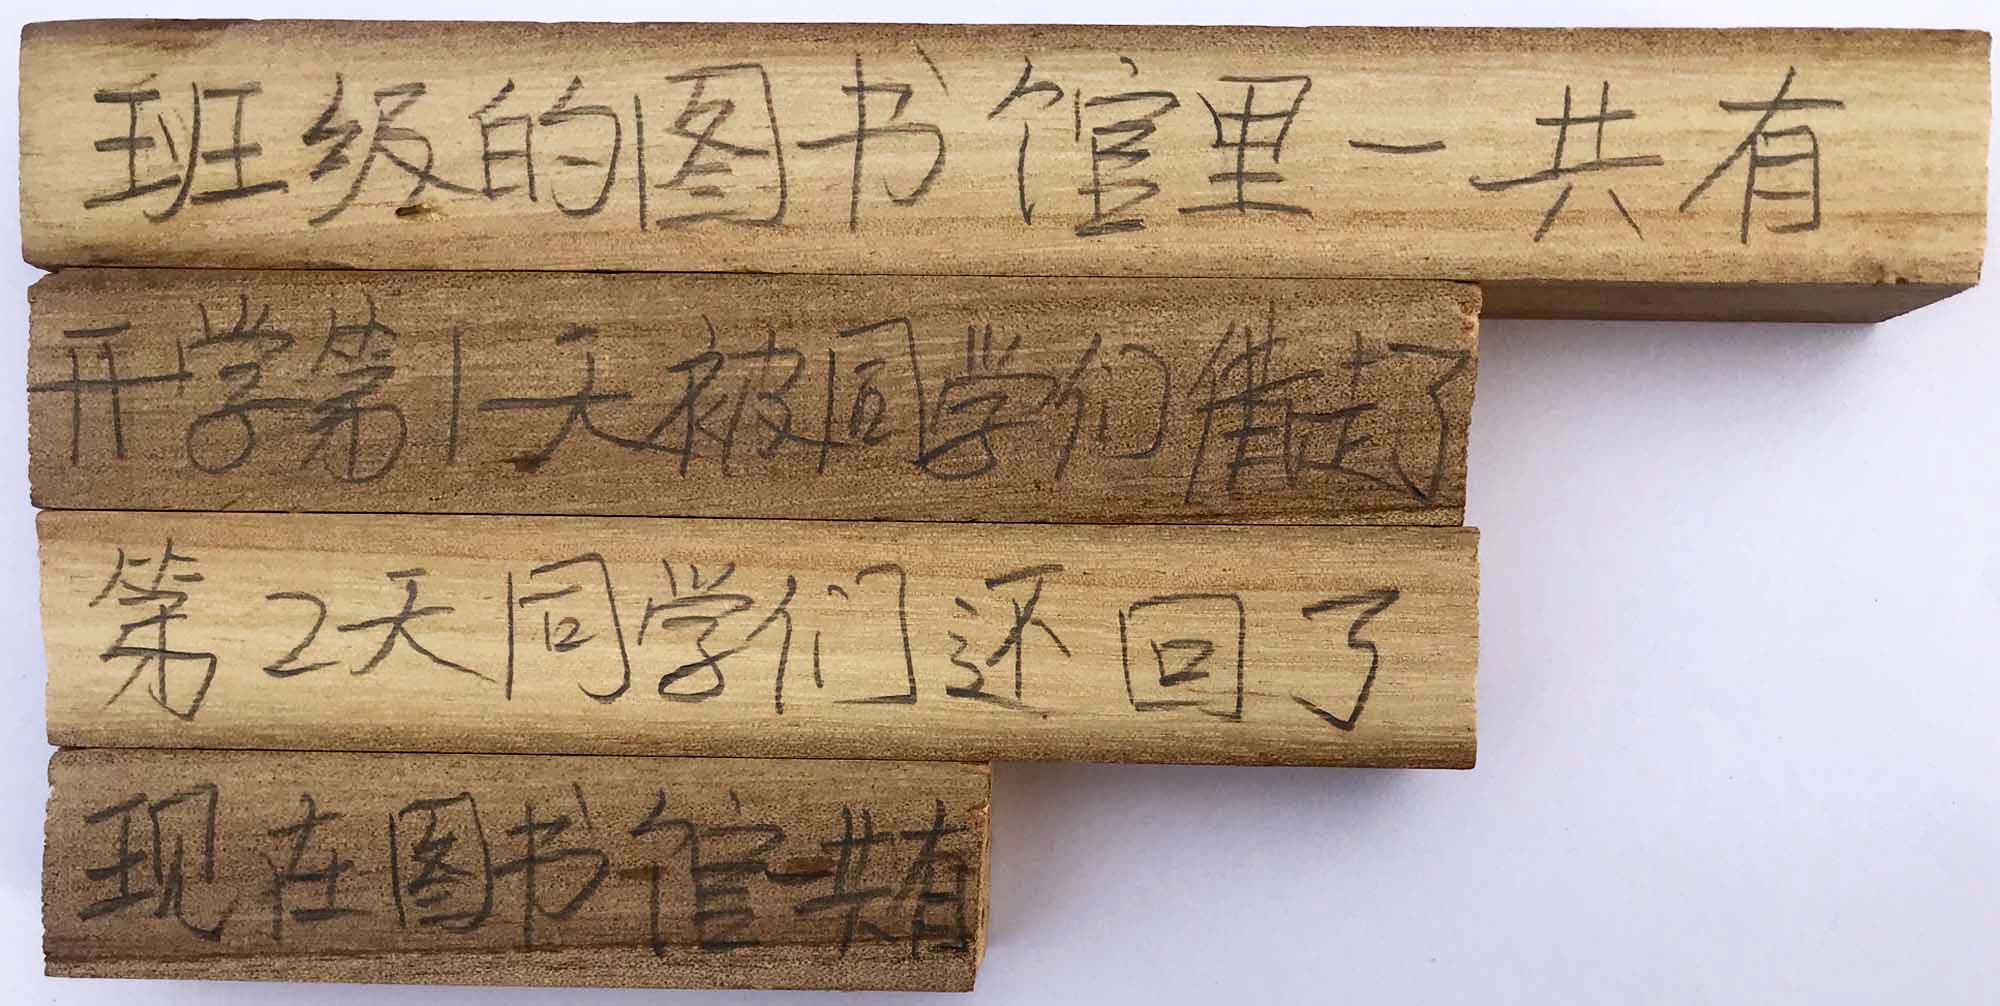 班级的图书馆里一共有
开学第1天被同学们借走了
第2天同学们还回了
现在图书馆一共有